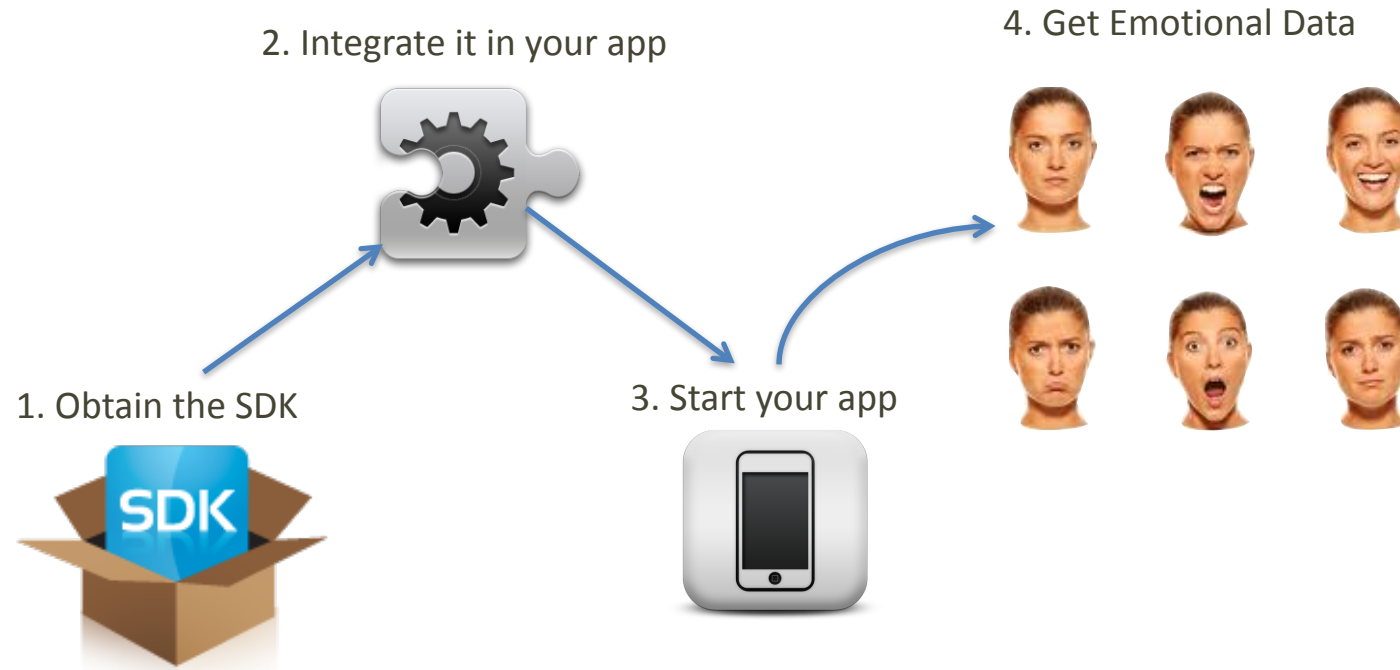 1. Obtain the SDK
SDK
2. Integrate it in your app
3. Start your app
4. Get Emotional Data